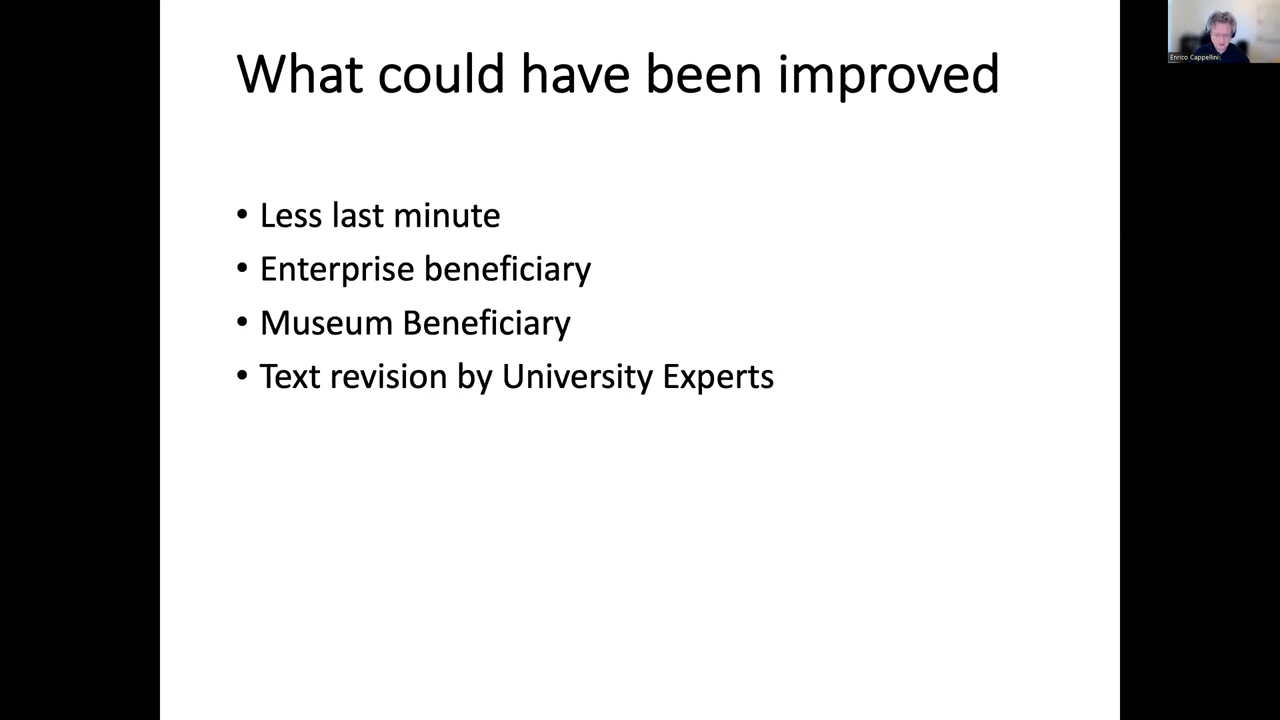 What could have been improved
• Less last minute
• Enterprise beneficiary
• Museum Beneficiary
• Text revision by University Experts
Enrico Cappellini